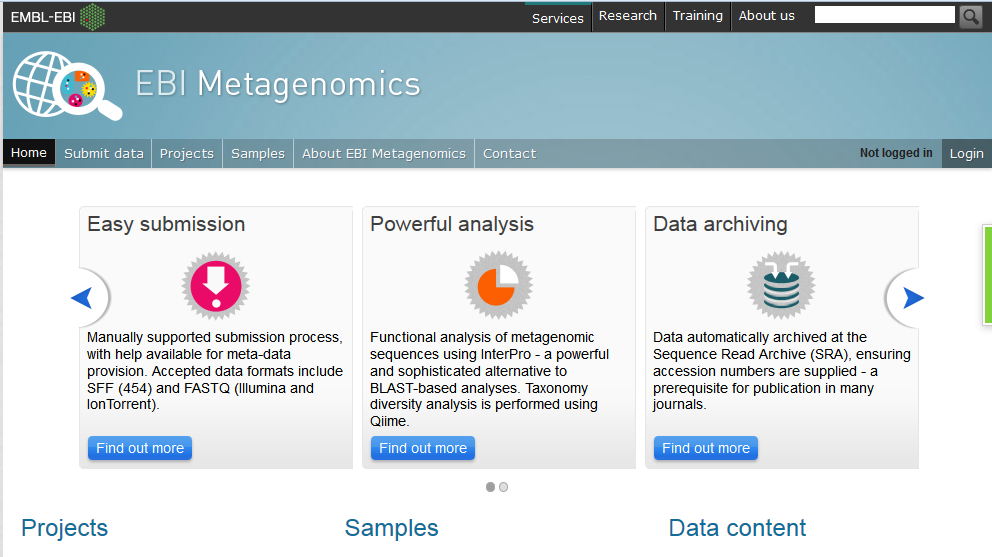 EMBL-EBI
Services
Research
Training
About us
EBI Metagenomics
Home
Submit data
Projects
Samples
About EBI Metagenomics
Contact
Not logged in
Login
Easy submission
Manually supported submission process,
with help available for meta-data
provision. Accepted data formats include
SFF (454) and FASTQ (Illumina and
IonTorrent).
Find out more
Powerful analysis
Functional analysis of metagenomic
sequences using InterPro - a powerful
and sophisticated alternative to
BLAST-based analyses. Taxonomy
diversity analysis is performed using
Qiime.
Find out more
Data archiving
Data automatically archived at the
Sequence Read Archive (SRA), ensuring
accession numbers are supplied - a
prerequisite for publication in many
journals.
Find out more
Projects
Samples
Data content